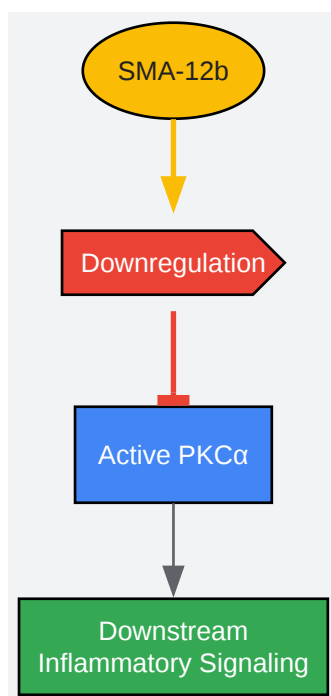 SMA-12b
Downregulation
Active PKCα
Downstream
Inflammatory Signaling